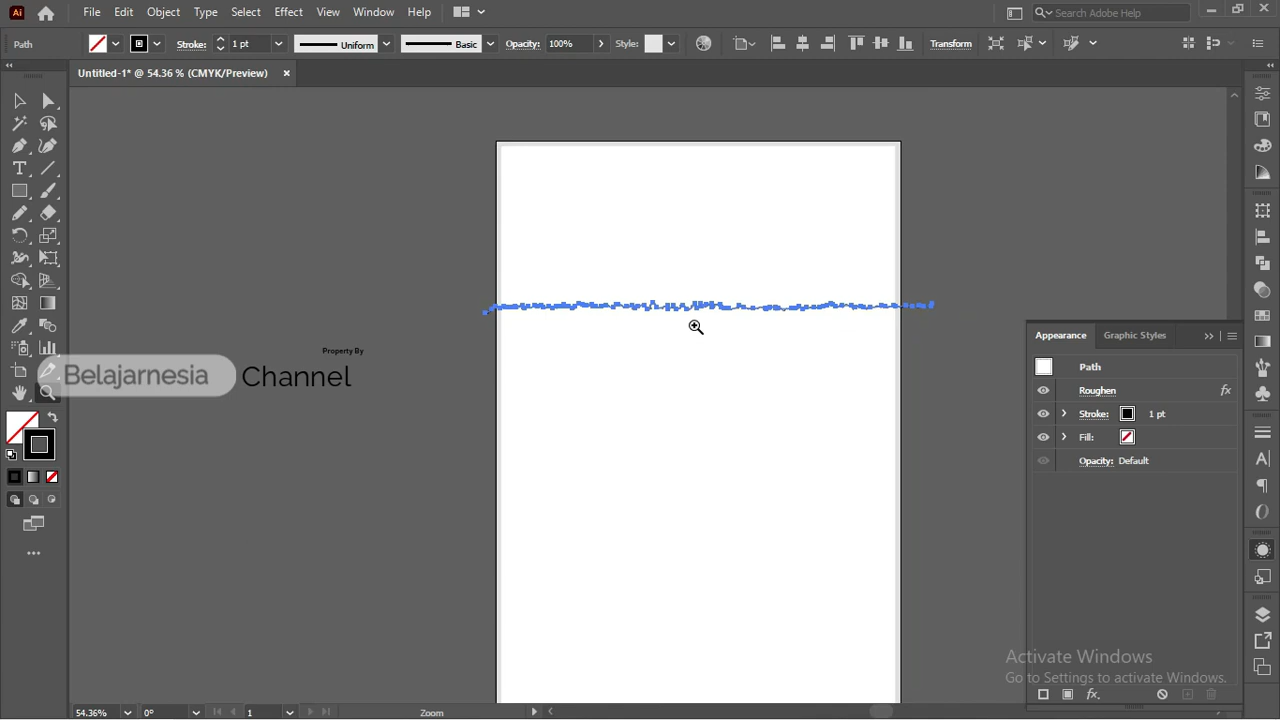 File Edit Object Type Select Effect View Window Help
Search Adobe Help
Path
Stroke: 1 pt Uniform Basic Opacity: 100% Style: Transform
Untitled-1* @ 54.36 % (CMYK/Preview)
Property By
Belajarnesia Channel
Appearance Graphic Styles
Path
Roughen
Stroke: 1 pt
Fill:
Opacity: Default
Activate Windows
Go to Settings to activate Windows.
54.36% 0° 1 Zoom